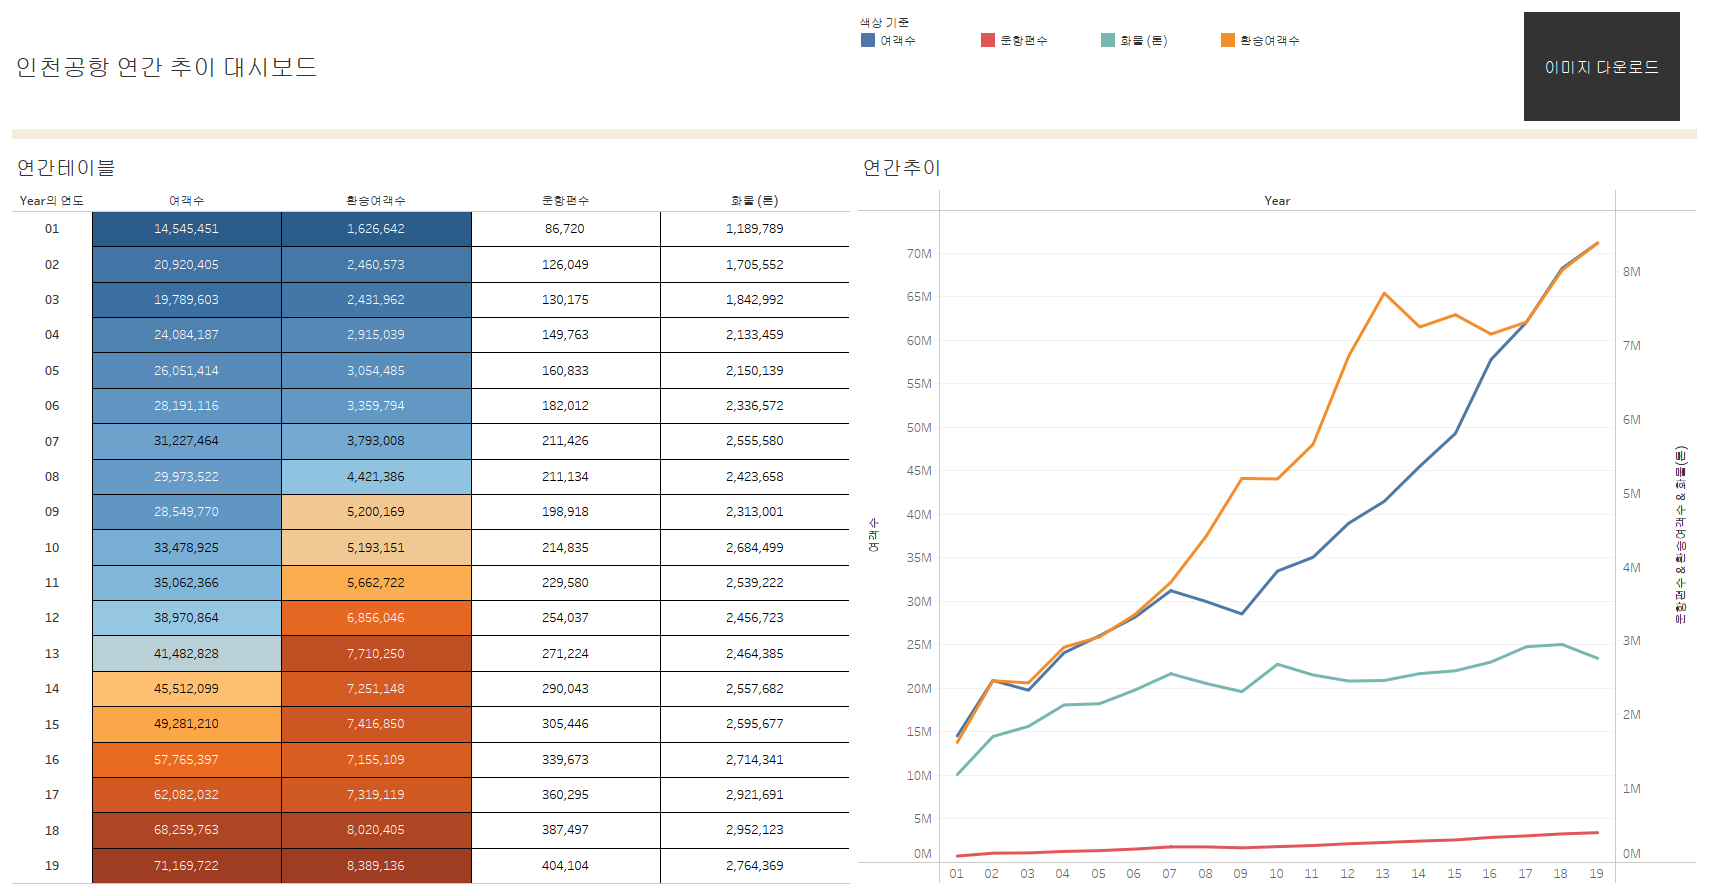 색상 기준
여객수 운항편수 화물 (톤) 환승여객수
인천공항 연간 추이 대시보드
이미지 다운로드
연간테이블
Year의 연도 여객수 환승여객수 운항편수 화물 (톤)
01 14,545,451 1,626,642 86,720 1,189,789
02 20,920,405 2,460,573 126,049 1,705,552
03 19,789,603 2,431,962 130,175 1,842,992
04 24,084,187 2,915,039 149,763 2,133,459
05 26,051,414 3,054,485 160,833 2,150,139
06 28,191,116 3,359,794 182,012 2,336,572
07 31,227,464 3,793,008 211,426 2,555,580
08 29,973,522 4,421,386 211,134 2,423,658
09 28,549,770 5,200,169 198,918 2,313,001
10 33,478,925 5,193,151 214,835 2,684,499
11 35,062,366 5,662,722 229,580 2,539,222
12 38,970,864 6,856,046 254,037 2,456,723
13 41,482,828 7,710,250 271,224 2,464,385
14 45,512,099 7,251,148 290,043 2,557,682
15 49,281,210 7,416,850 305,446 2,595,677
16 57,765,397 7,155,109 339,673 2,714,341
17 62,082,032 7,319,119 360,295 2,921,691
18 68,259,763 8,020,405 387,497 2,952,123
19 71,169,722 8,389,136 404,104 2,764,369
연간추이
Year
여객수
70M
65M
60M
55M
50M
45M
40M
35M
30M
25M
20M
15M
10M
5M
0M
8M
7M
6M
5M
4M
3M
2M
1M
0M
운항편수 & 환승여객수 & 화물(톤)
01 02 03 04 05 06 07 08 09 10 11 12 13 14 15 16 17 18 19